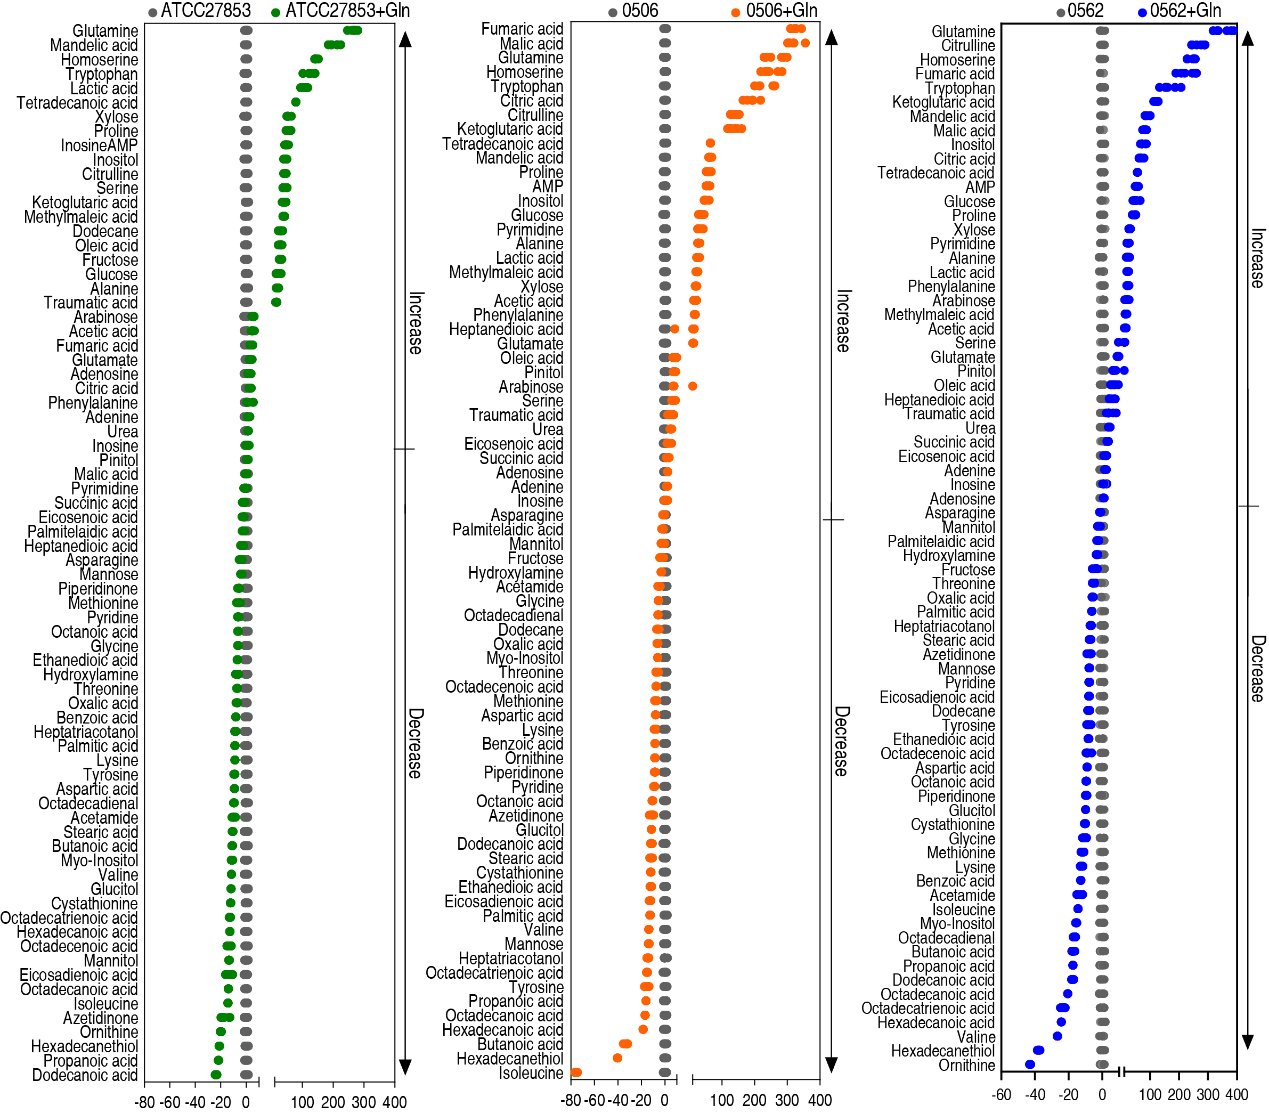 ATCC27853 ATCC27853+Gln
Glutamine
Mandelic acid
Homoserine
Tryptophan
Lactic acid
Tetradecanoic acid
Xylose
Proline
InosineAMP
Inositol
Citrulline
Serine
Ketoglutaric acid
Methylmaleic acid
Dodecane
Oleic acid
Fructose
Glucose
Alanine
Traumatic acid
Arabinose
Acetic acid
Fumaric acid
Glutamate
Adenosine
Citric acid
Phenylalanine
Adenine
Urea
Inosine
Pinitol
Malic acid
Pyrimidine
Succinic acid
Eicosenoic acid
Palmitelaidic acid
Heptanedioic acid
Asparagine
Mannose
Piperidinone
Methionine
Pyridine
Octanoic acid
Glycine
Ethanedioic acid
Hydroxylamine
Threonine
Oxalic acid
Benzoic acid
Heptatriacotanol
Palmitic acid
Lysine
Tyrosine
Aspartic acid
Octadecadienal
Acetamide
Stearic acid
Butanoic acid
Myo-Inositol
Valine
Glucitol
Cystathionine
Octadecatrienoic acid
Hexadecanoic acid
Octadecenoic acid
Mannitol
Eicosadienoic acid
Octadecanoic acid
Isoleucine
Azetidinone
Ornithine
Hexadecanethiol
Propanoic acid
Dodecanoic acid
-80 -60 -40 -20 0 100 200 300 400
Increase
Decrease
0506 0506+Gln
Fumaric acid
Malic acid
Glutamine
Homoserine
Tryptophan
Citric acid
Citrulline
Ketoglutaric acid
Tetradecanoic acid
Mandelic acid
Proline
AMP
Inositol
Glucose
Pyrimidine
Alanine
Lactic acid
Methylmaleic acid
Xylose
Acetic acid
Phenylalanine
Heptanedioic acid
Glutamate
Oleic acid
Pinitol
Arabinose
Serine
Traumatic acid
Urea
Eicosenoic acid
Succinic acid
Adenosine
Adenine
Inosine
Asparagine
Palmitelaidic acid
Mannitol
Fructose
Hydroxylamine
Acetamide
Glycine
Octadecadienal
Dodecane
Oxalic acid
Myo-Inositol
Threonine
Octadecenoic acid
Methionine
Aspartic acid
Lysine
Benzoic acid
Ornithine
Piperidinone
Pyridine
Octanoic acid
Azetidinone
Glucitol
Dodecanoic acid
Stearic acid
Cystathionine
Ethanedioic acid
Eicosadienoic acid
Palmitic acid
Valine
Mannose
Heptatriacotanol
Octadecatrienoic acid
Tyrosine
Propanoic acid
Octadecanoic acid
Hexadecanoic acid
Butanoic acid
Hexadecanethiol
Isoleucine
-80 -60 -40 -20 0 100 200 300 400
Increase
Decrease
0562 0562+Gln
Glutamine
Citrulline
Homoserine
Fumaric acid
Tryptophan
Ketoglutaric acid
Mandelic acid
Malic acid
Inositol
Citric acid
Tetradecanoic acid
AMP
Glucose
Proline
Xylose
Pyrimidine
Alanine
Lactic acid
Phenylalanine
Arabinose
Methylmaleic acid
Acetic acid
Serine
Glutamate
Pinitol
Oleic acid
Heptanedioic acid
Traumatic acid
Urea
Succinic acid
Eicosenoic acid
Adenine
Inosine
Adenosine
Asparagine
Mannitol
Palmitelaidic acid
Hydroxylamine
Fructose
Threonine
Oxalic acid
Palmitic acid
Heptatriacotanol
Stearic acid
Azetidinone
Mannose
Pyridine
Eicosadienoic acid
Dodecane
Tyrosine
Ethanedioic acid
Octadecenoic acid
Aspartic acid
Octanoic acid
Piperidinone
Glucitol
Cystathionine
Glycine
Methionine
Lysine
Benzoic acid
Acetamide
Isoleucine
Myo-Inositol
Octadecadienal
Butanoic acid
Propanoic acid
Dodecanoic acid
Octadecanoic acid
Octadecatrienoic acid
Hexadecanoic acid
Valine
Hexadecanethiol
Ornithine
-60 -40 -20 0 100 200 300 400
Increase
Decrease